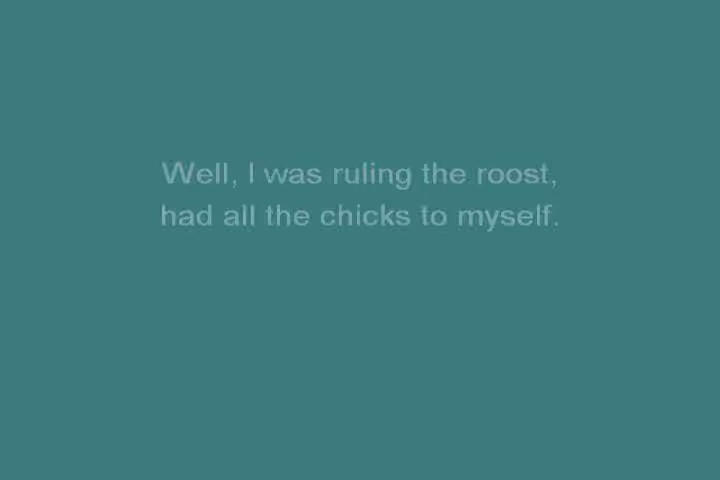 Well, I was ruling the roost,
had all the chicks to myself.